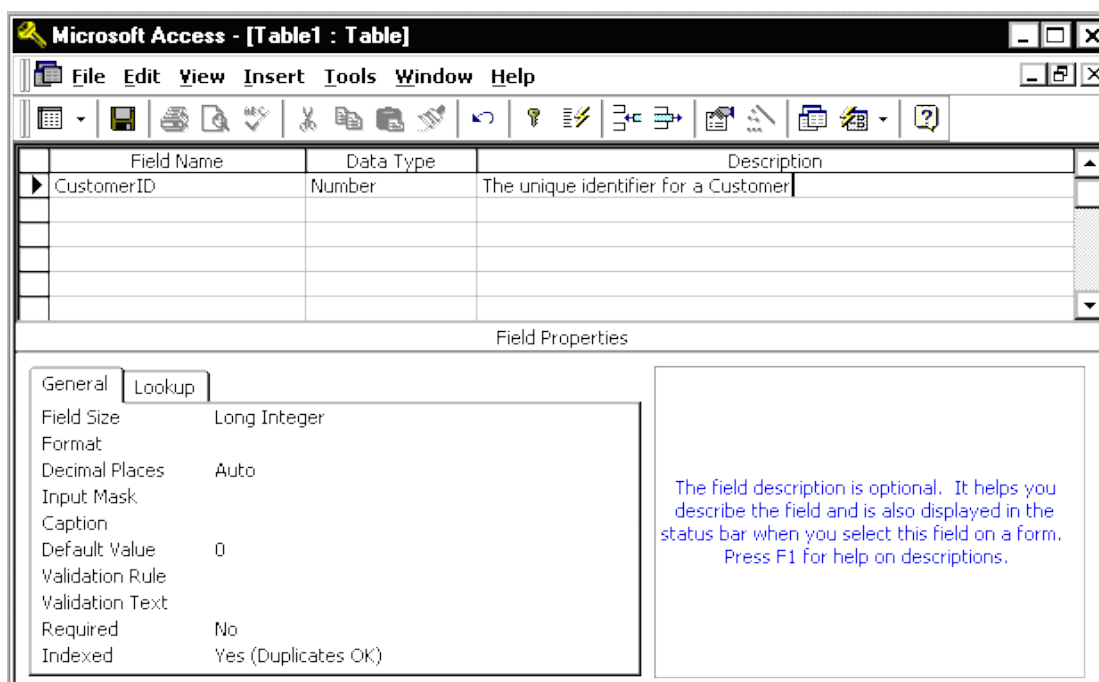 Microsoft Access - [Table1 : Table]
File Edit View Insert Tools Window Help
Field Name Data Type Description
CustomerID Number The unique identifier for a Customer
Field Properties
General Lookup
Field Size Long Integer
Format
Decimal Places Auto
Input Mask
Caption
Default Value 0
Validation Rule
Validation Text
Required No
Indexed Yes (Duplicates OK)
The field description is optional. It helps you
describe the field and is also displayed in the
status bar when you select this field on a form.
Press F1 for help on descriptions.